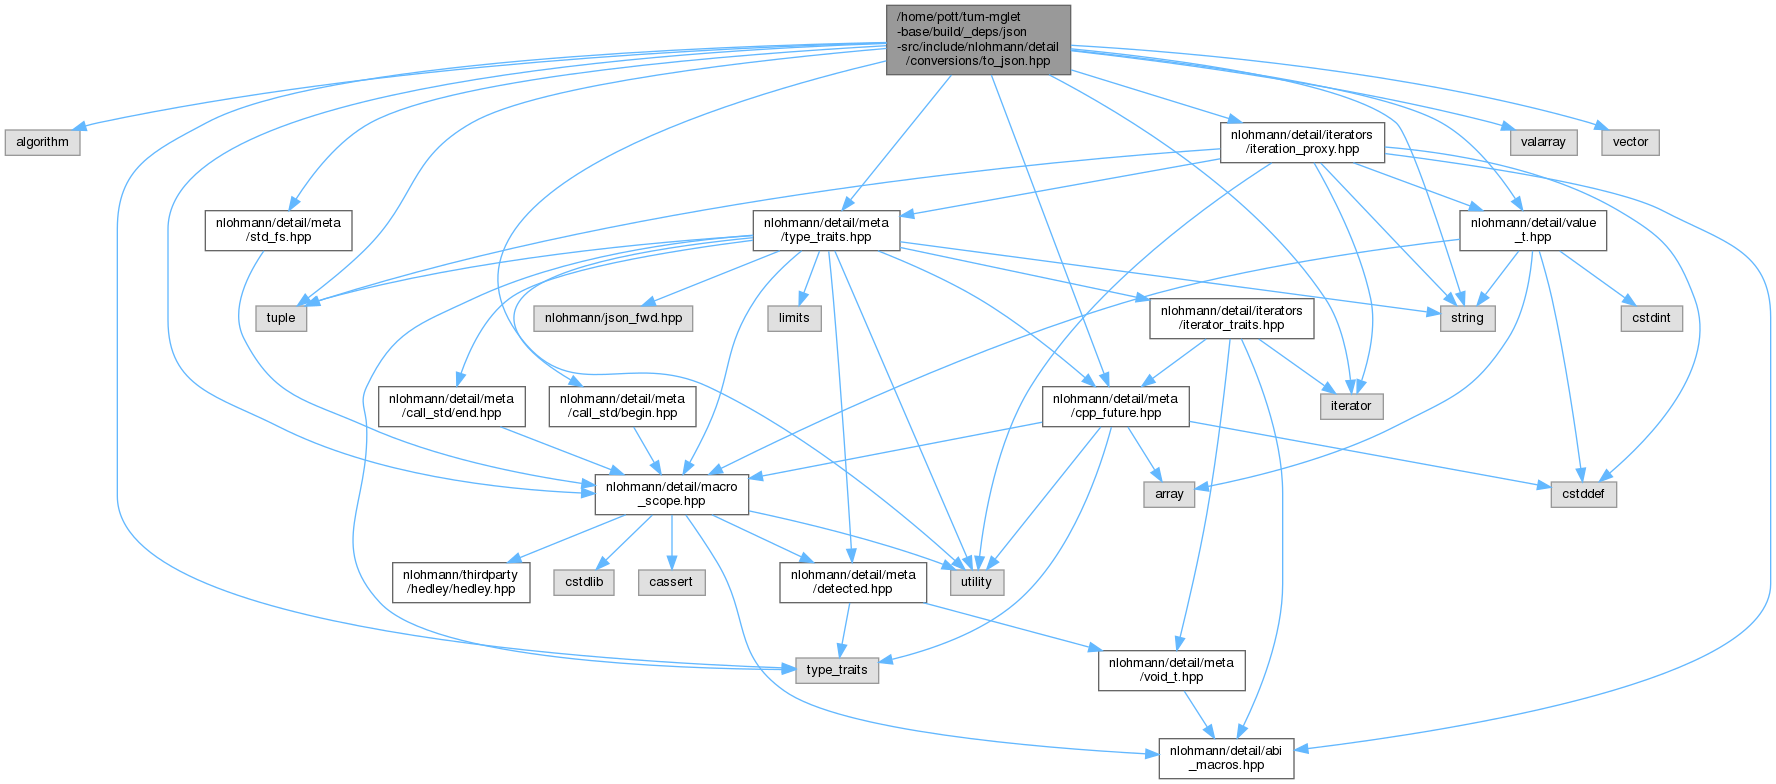 /home/pott/tum-mglet
-base/build/_deps/json
-src/include/nlohmann/detail
/conversions/to_json.hpp
algorithm
nlohmann/detail/iterators
/iteration_proxy.hpp
valarray
vector
nlohmann/detail/meta
/std_fs.hpp
nlohmann/detail/meta
/type_traits.hpp
nlohmann/detail/value
_t.hpp
tuple
nlohmann/json_fwd.hpp
limits
nlohmann/detail/iterators
/iterator_traits.hpp
string
cstdint
nlohmann/detail/meta
/call_std/end.hpp
nlohmann/detail/meta
/call_std/begin.hpp
nlohmann/detail/meta
/cpp_future.hpp
iterator
nlohmann/detail/macro
_scope.hpp
array
cstddef
nlohmann/thirdparty
/hedley/hedley.hpp
cstdlib
cassert
nlohmann/detail/meta
/detected.hpp
utility
type_traits
nlohmann/detail/meta
/void_t.hpp
nlohmann/detail/abi
_macros.hpp